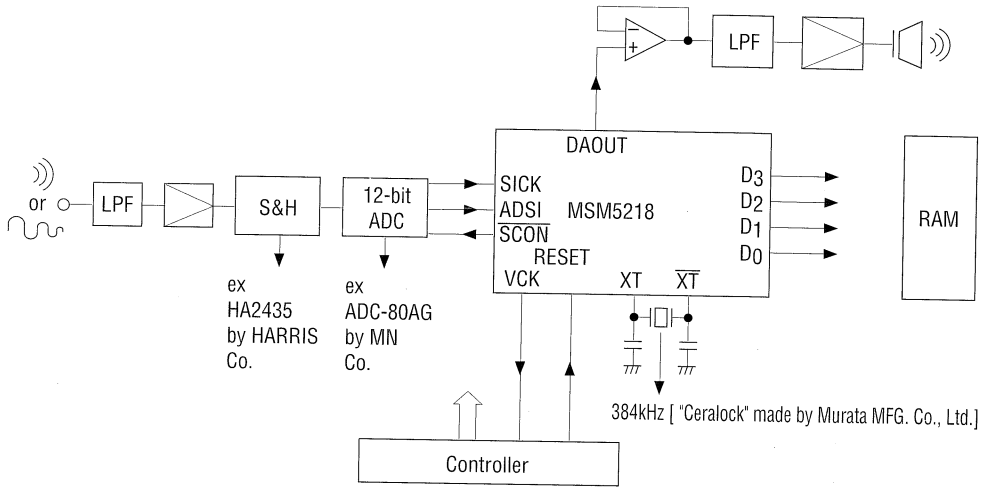 LPF
DAOUT
or
LPF
S&H
12-bit
ADC
SICK
ADSI
SCON
MSM5218
RESET
VCK
XT
XT
D3
D2
D1
D0
RAM
ex
HA2435
by HARRIS
Co.
ex
ADC-80AG
by MN
Co.
384kHz [ "Ceralock" made by Murata MFG. Co., Ltd.]
Controller